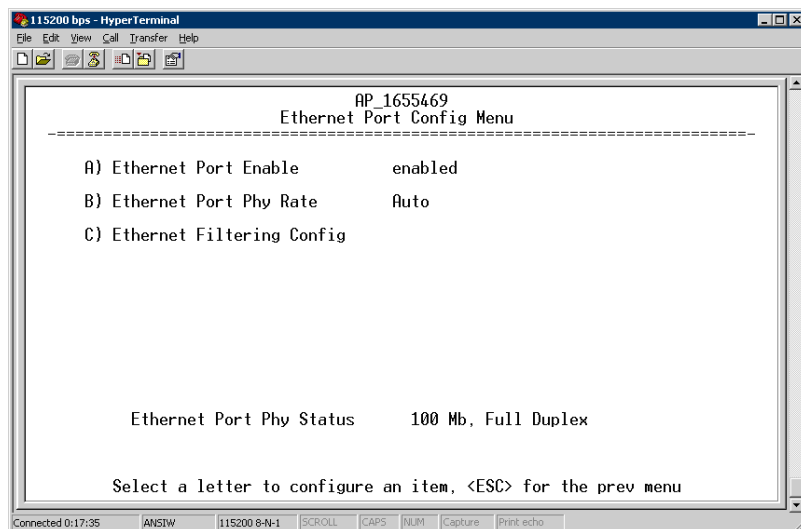 115200 bps - HyperTerminal
File Edit View Call Transfer Help
AP_1655469
Ethernet Port Config Menu
-==========================================================================-
A) Ethernet Port Enable enabled
B) Ethernet Port Phy Rate Auto
C) Ethernet Filtering Config
Ethernet Port Phy Status 100 Mb, Full Duplex
Select a letter to configure an item, <ESC> for the prev menu
Connected 0:17:35 ANSIW 115200 8-N-1 SCROLL CAPS NUM Capture Print echo